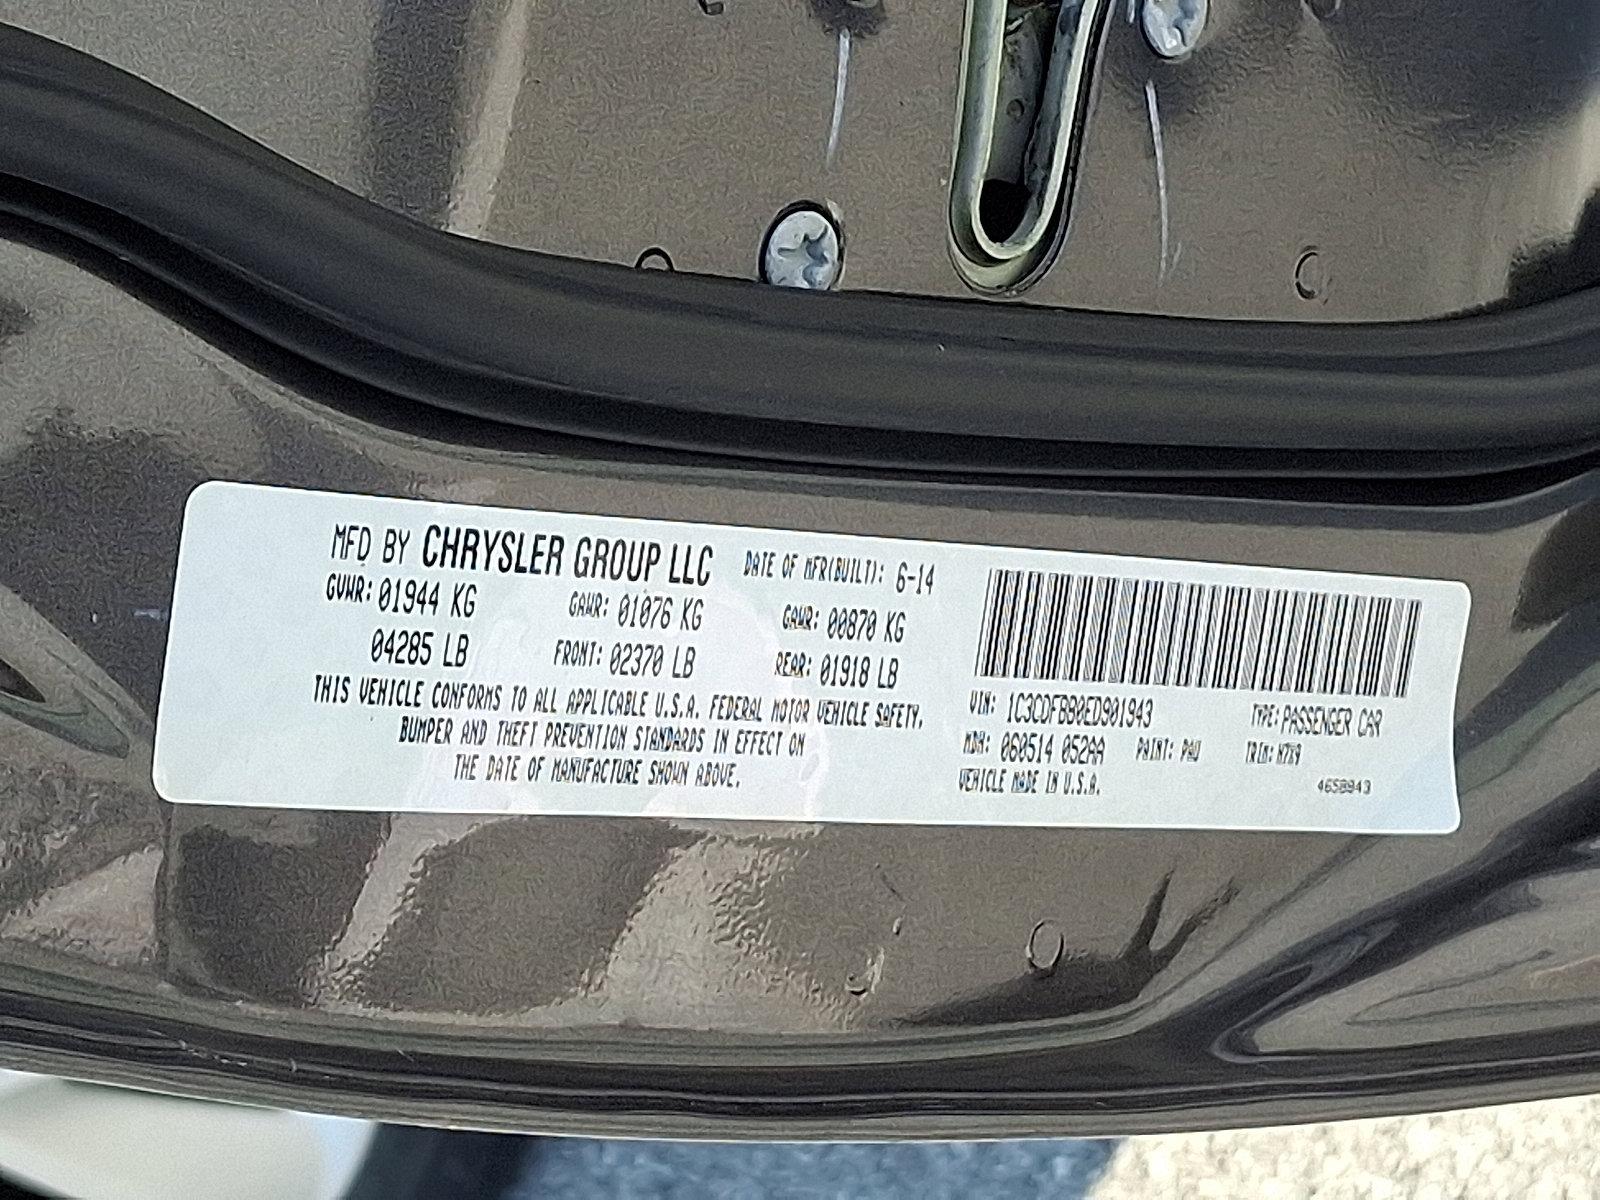 MFD BY CHRYSLER GROUP LLC DATE OF MFR(BUILT): 6-14
GVWR: 01944 KG GAWR: 01076 KG GAWR: 00870 KG
04285 LB FRONT: 02370 LB REAR: 01918 LB
THIS VEHICLE CONFORMS TO ALL APPLICABLE U.S.A. FEDERAL MOTOR VEHICLE SAFETY,
BUMPER AND THEFT PREVENTION STANDARDS IN EFFECT ON
THE DATE OF MANUFACTURE SHOWN ABOVE.
VIN: 1C3CDFBB0ED901943 TYPE: PASSENGER CAR
MDH: 060514 052AA PAINT: PAU TRIM: M7X9
VEHICLE MADE IN U.S.A. 4658943